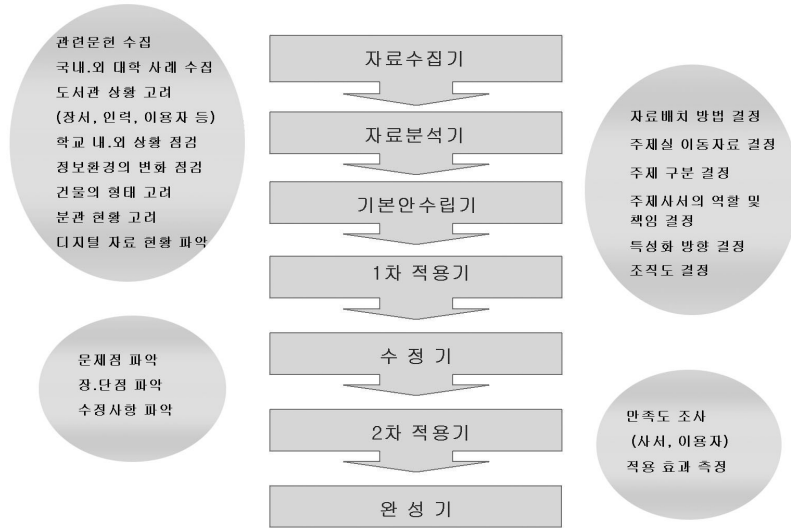 관련문헌 수집
국내.외 대학 사례 수집
도서관 상황 고려
(장서, 인력, 이용자 등)
학교 내.외 상황 점검
정보환경의 변화 점검
건물의 형태 고려
분관 현황 고려
디지털 자료 현황 파악
자료수집기
자료분석기
기본안수립기
1차 적용기
수 정 기
2차 적용기
완 성 기
자료배치 방법 결정
주제실 이동자료 결정
주제 구분 결정
주제사서의 역할 및
책임 결정
특성화 방향 결정
조직도 결정
문제점 파악
장.단점 파악
수정사항 파악
만족도 조사
(사서, 이용자)
적용 효과 측정